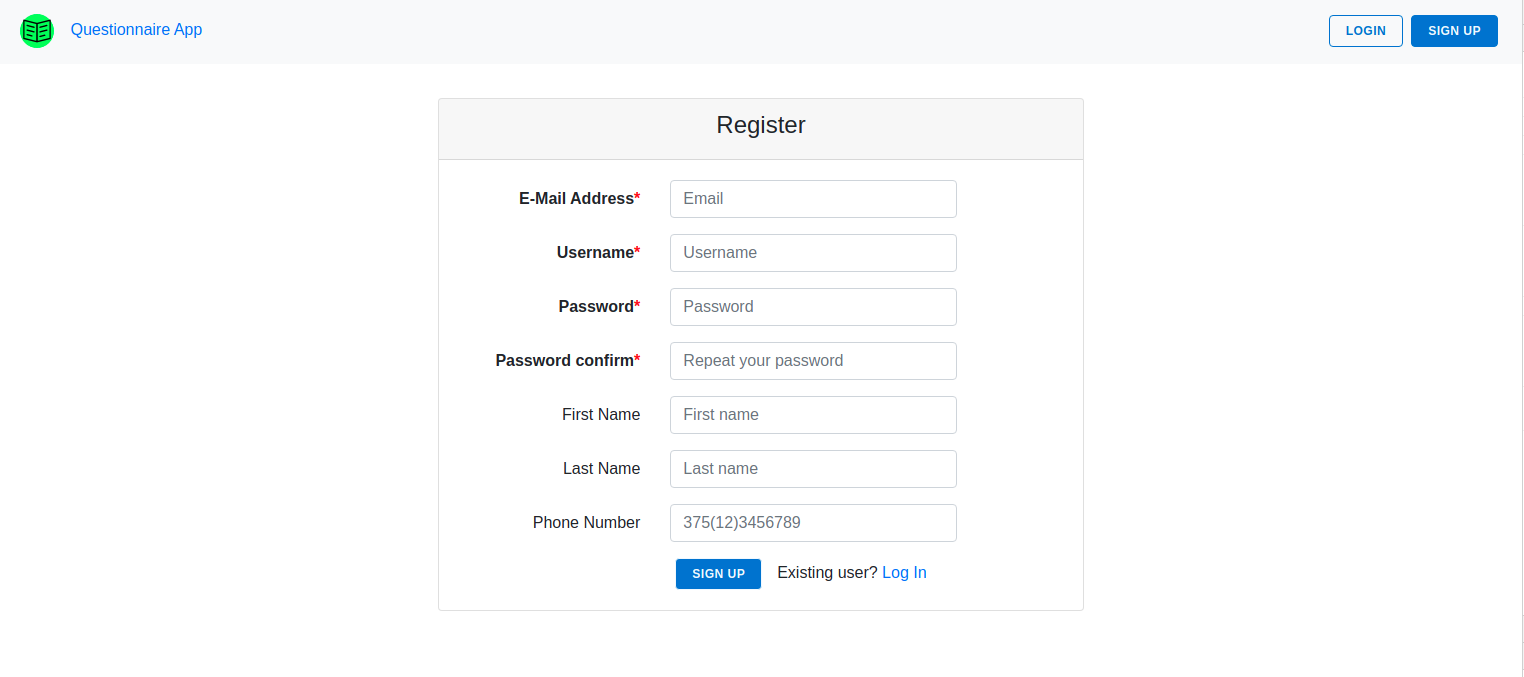 Questionnaire App LOGIN SIGN UP
Register
E-Mail Address* Email
Username* Username
Password* Password
Password confirm* Repeat your password
First Name First name
Last Name Last name
Phone Number 375(12)3456789
SIGN UP Existing user? Log In